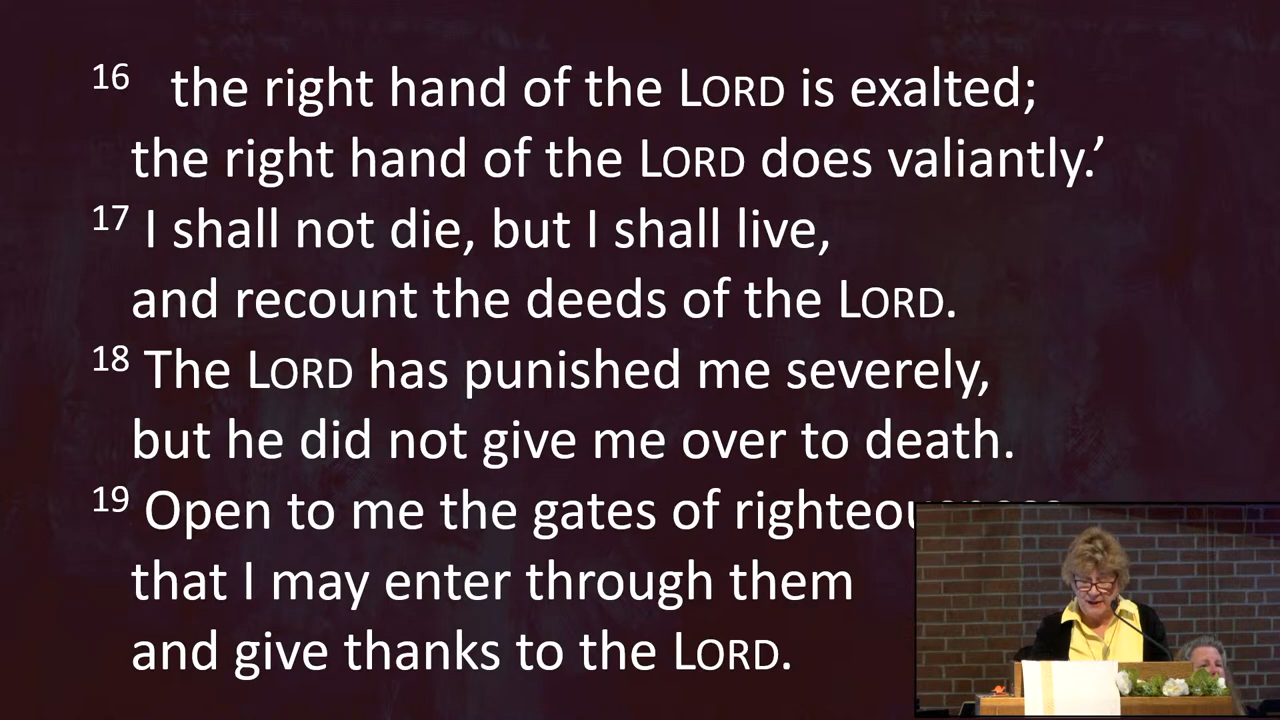 16 the right hand of the LORD is exalted;
the right hand of the LORD does valiantly.’
17 I shall not die, but I shall live,
and recount the deeds of the LORD.
18 The LORD has punished me severely,
but he did not give me over to death.
19 Open to me the gates of
that I may enter through them
and give thanks to the LORD.